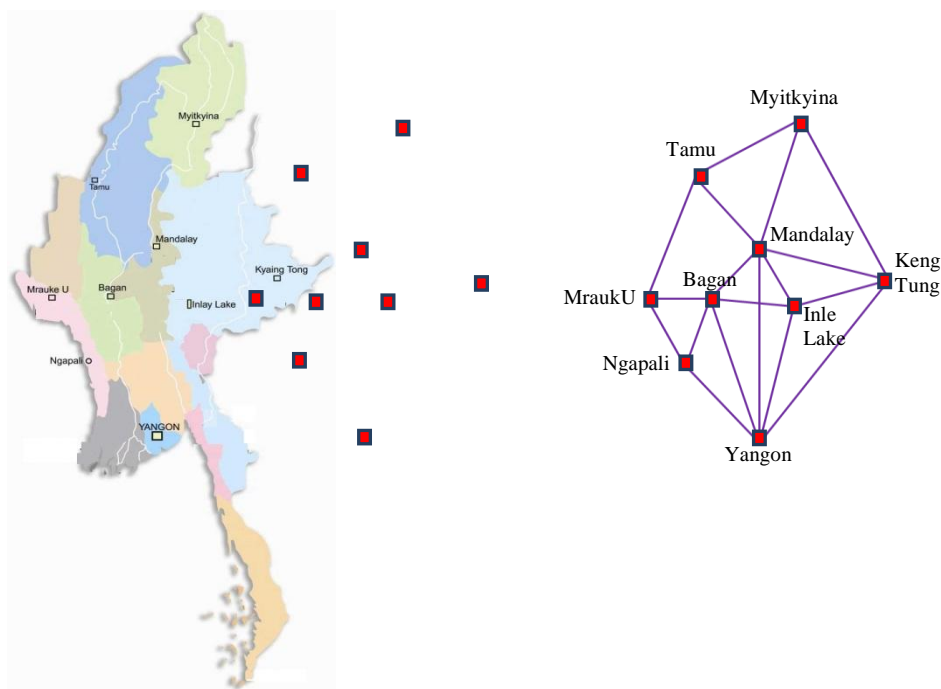 Myitkyina
Tamu
Mandalay
Kyaing Tong
Mrauke U
Bagan
Inlay Lake
Ngapali
YANGON
Myitkyina
Tamu
Mandalay
Keng
Tung
MraukU
Bagan
Inle
Lake
Ngapali
Yangon